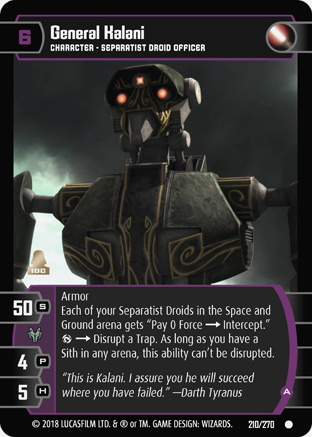 6
General Kalani
CHARACTER - SEPARATIST DROID OFFICER
IDC
50 S
4 P
5 H
Armor
Each of your Separatist Droids in the Space and
Ground arena gets “Pay 0 Force → Intercept.”
→ Disrupt a Trap. As long as you have a
Sith in any arena, this ability can’t be disrupted.
“This is Kalani. I assure you he will succeed
where you have failed.” —Darth Tyranus
A
© 2018 LUCASFILM LTD. & ® or TM. GAME DESIGN: WIZARDS. 210/270